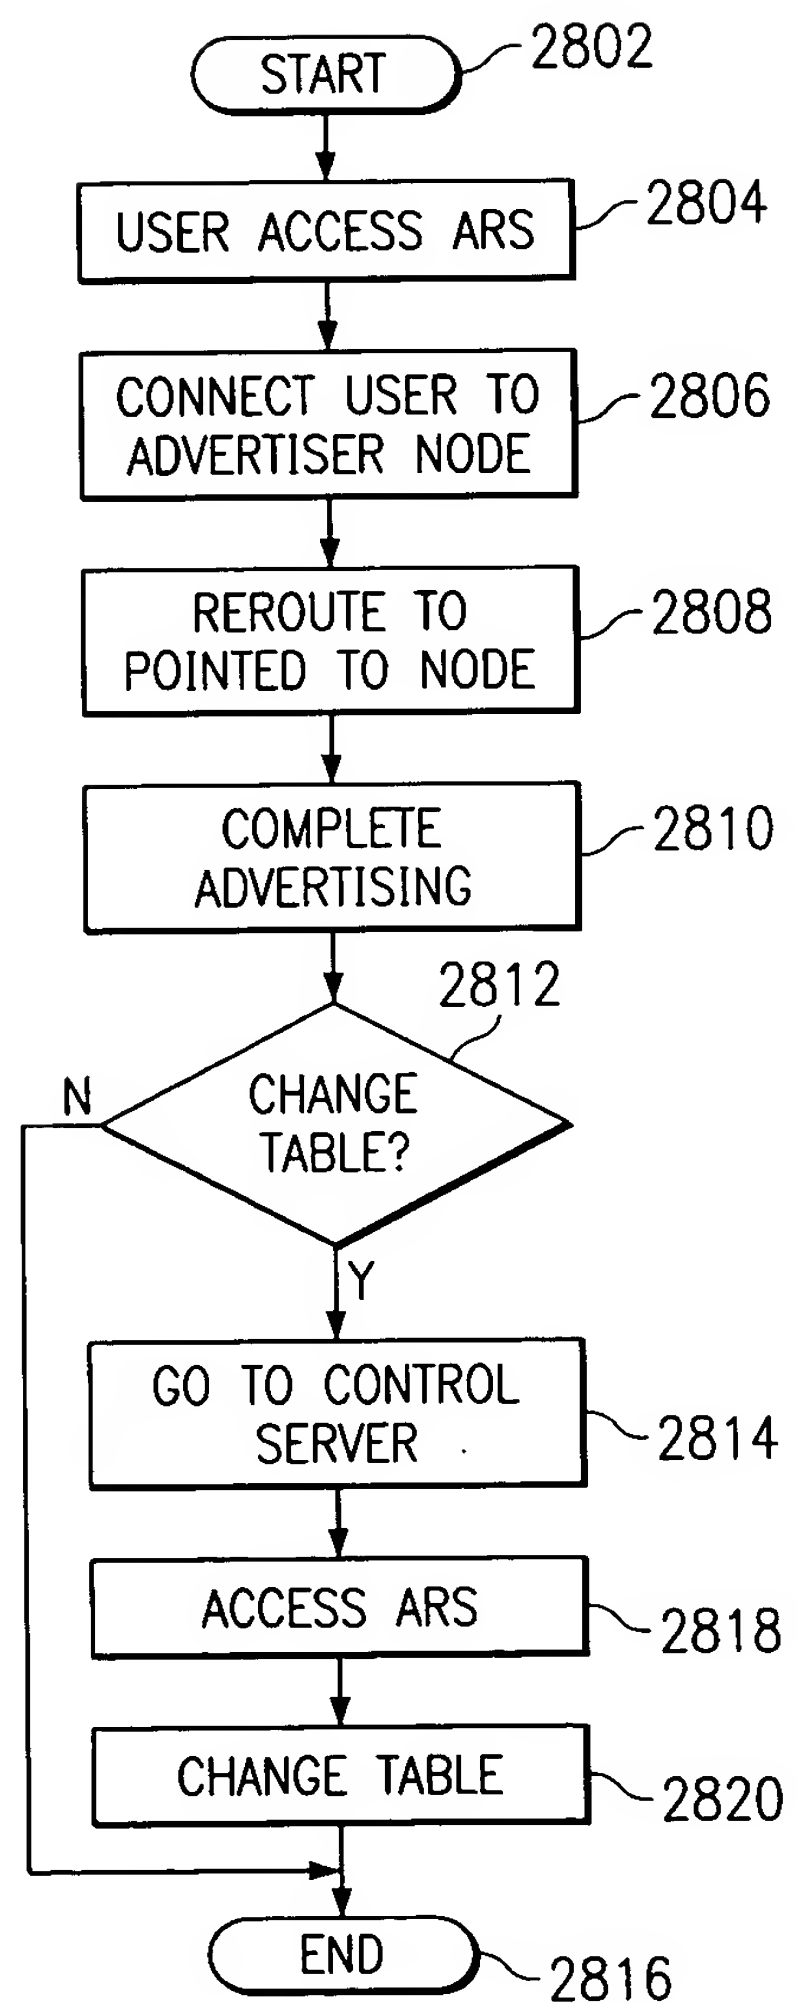 START
2802
USER ACCESS ARS
2804
CONNECT USER TO
ADVERTISER NODE
2806
REROUTE TO
POINTED TO NODE
2808
COMPLETE
ADVERTISING
2810
2812
CHANGE
TABLE?
N
Y
GO TO CONTROL
SERVER
2814
ACCESS ARS
2818
CHANGE TABLE
2820
END
2816